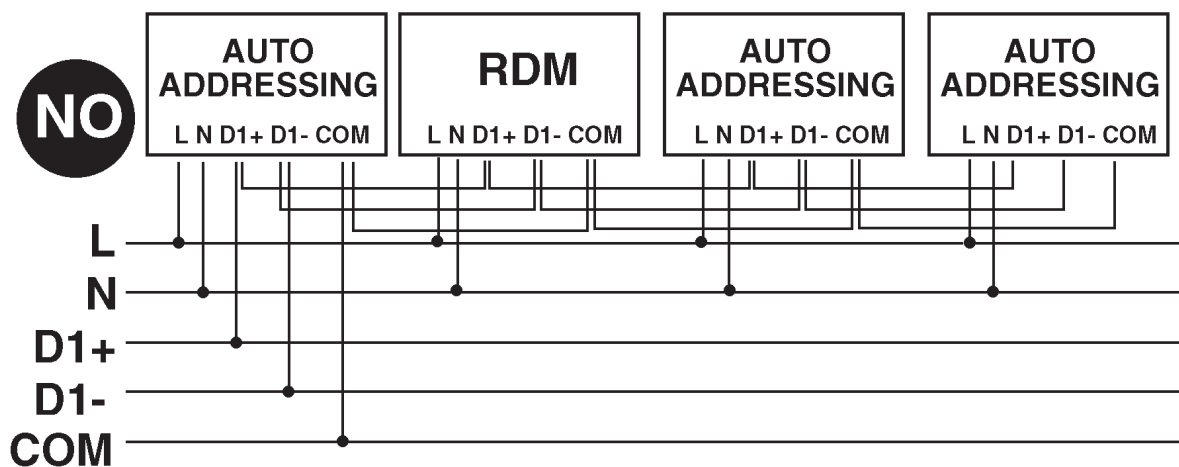 NO
AUTO
ADDRESSING
L N D1+ D1- COM
RDM
L N D1+ D1- COM
AUTO
ADDRESSING
L N D1+ D1- COM
AUTO
ADDRESSING
L N D1+ D1- COM
L
N
D1+
D1-
COM